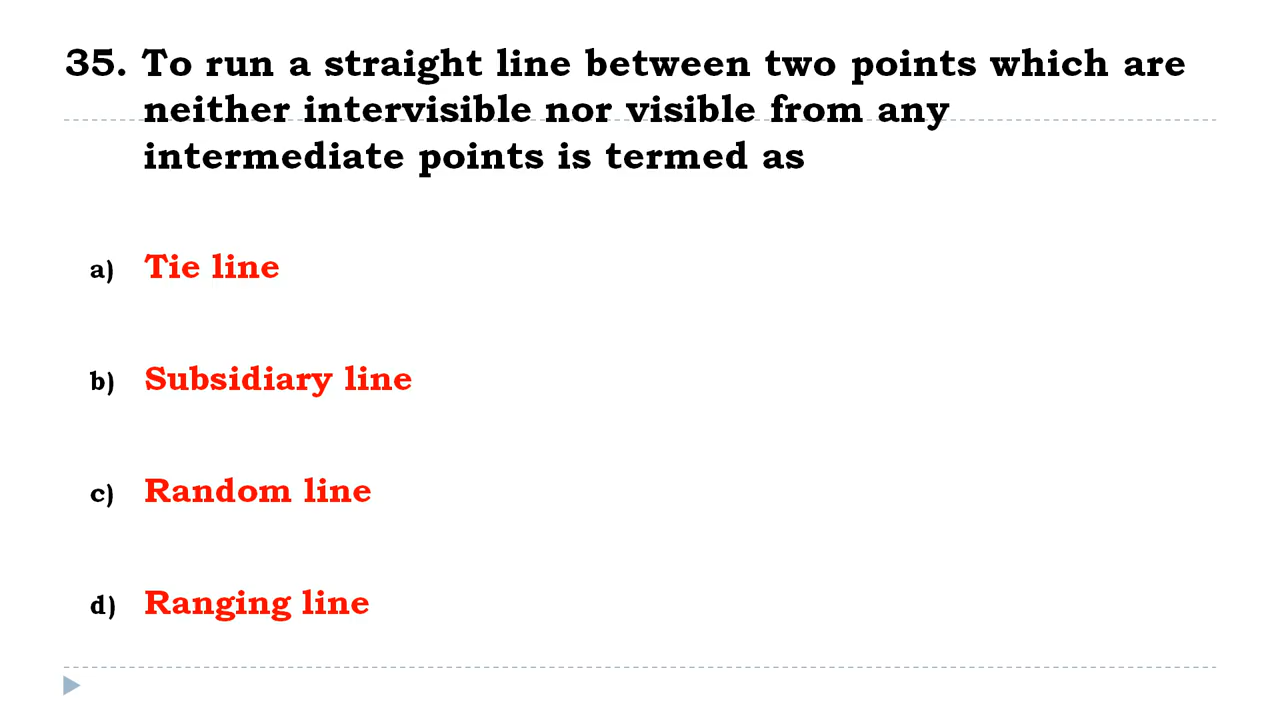 35. To run a straight line between two points which are
neither intervisible nor visible from any
intermediate points is termed as
a) Tie line
b) Subsidiary line
c) Random line
d) Ranging line